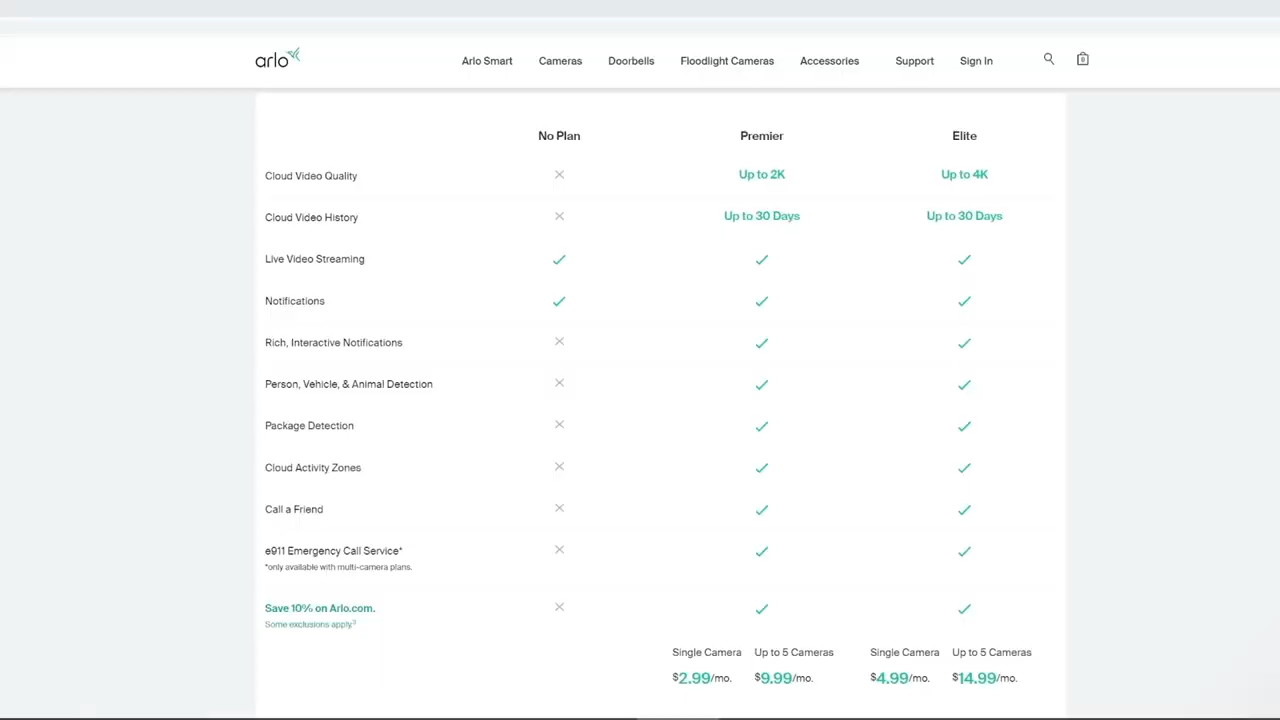 arlo
Arlo Smart Cameras Doorbells Floodlight Cameras Accessories Support Sign In 0
No Plan Premier Elite
Cloud Video Quality Up to 2K Up to 4K
Cloud Video History Up to 30 Days Up to 30 Days
Live Video Streaming
Notifications
Rich, Interactive Notifications
Person, Vehicle, & Animal Detection
Package Detection
Cloud Activity Zones
Call a Friend
e911 Emergency Call Service*
*only available with multi-camera plans.
Save 10% on Arlo.com.
Some exclusions apply.3
Single Camera Up to 5 Cameras Single Camera Up to 5 Cameras
$2.99/mo. $9.99/mo. $4.99/mo. $14.99/mo.